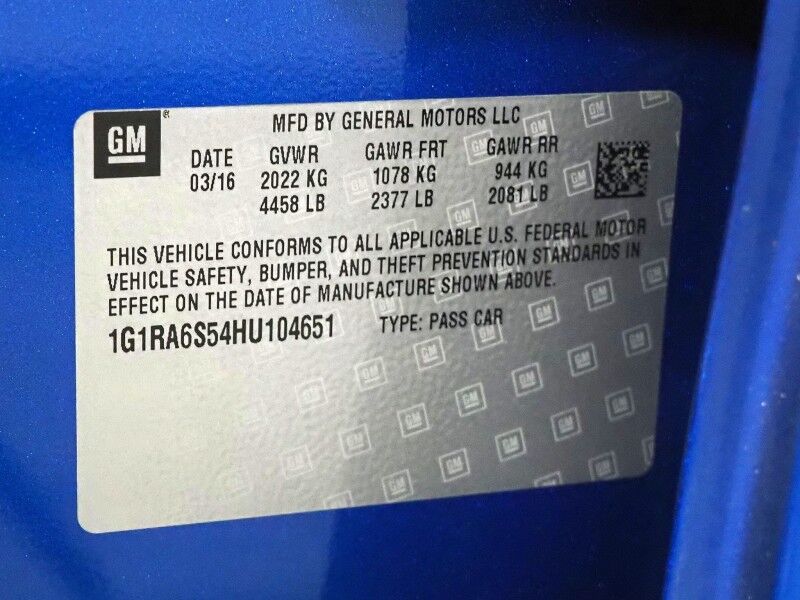 GM
MFD BY GENERAL MOTORS LLC
DATE GVWR GAWR FRT GAWR RR
03/16 2022 KG 1078 KG 944 KG
4458 LB 2377 LB 2081 LB
THIS VEHICLE CONFORMS TO ALL APPLICABLE U.S. FEDERAL MOTOR
VEHICLE SAFETY, BUMPER, AND THEFT PREVENTION STANDARDS IN
EFFECT ON THE DATE OF MANUFACTURE SHOWN ABOVE.
1G1RA6S54HU104651 TYPE: PASS CAR